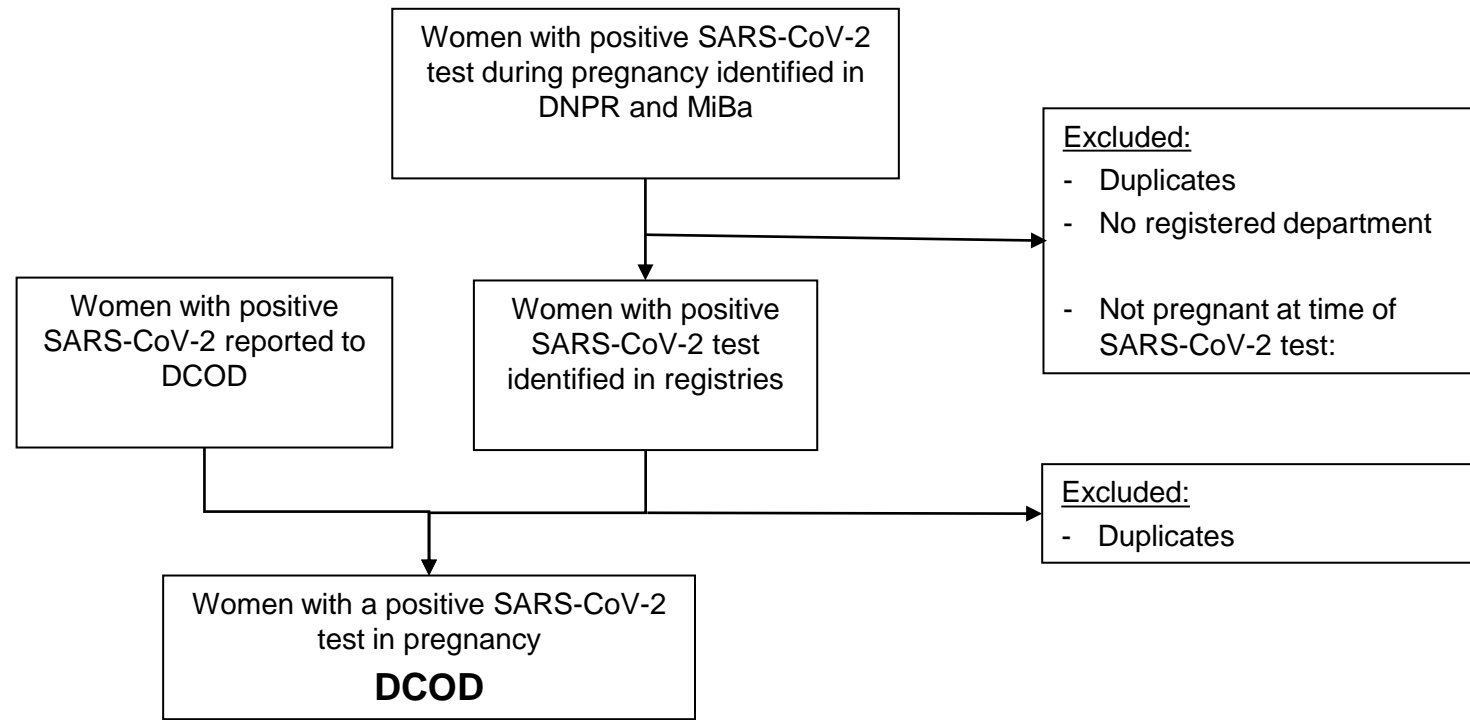 Women with positive SARS-CoV-2
test during pregnancy identified in
DNPR and MiBa
Excluded:
- Duplicates
- No registered department
- Not pregnant at time of
SARS-CoV-2 test:
Women with positive
SARS-CoV-2 reported to
DCOD
Women with positive
SARS-CoV-2 test
identified in registries
Excluded:
- Duplicates
Women with a positive SARS-CoV-2
test in pregnancy
DCOD